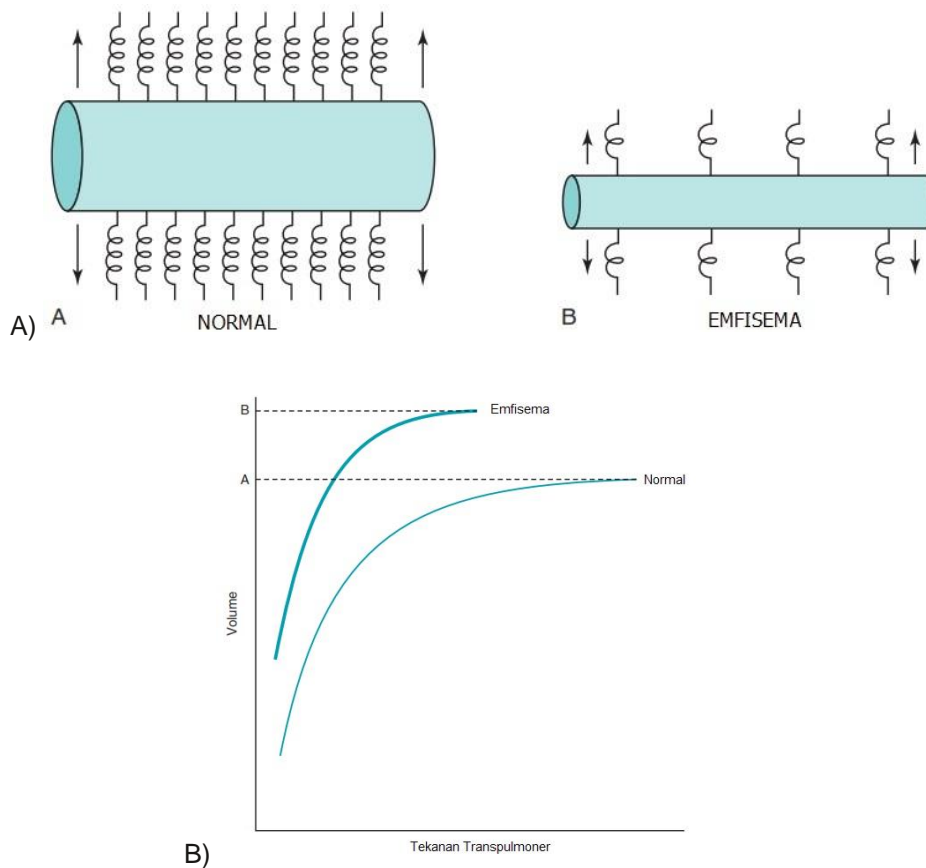 A) A NORMAL
B EMFISEMA
B Emfisema
A Normal
Volume
Tekanan Transpulmoner
B)